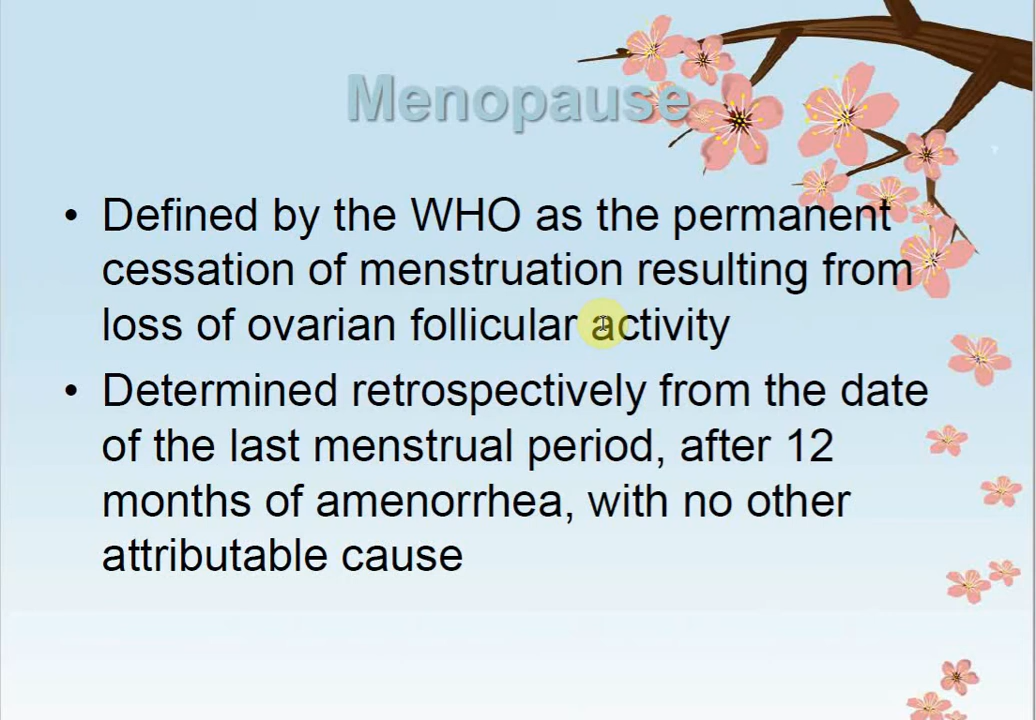 Menopause
• Defined by the WHO as the permanent
cessation of menstruation resulting from
loss of ovarian follicular activity
• Determined retrospectively from the date
of the last menstrual period, after 12
months of amenorrhea, with no other
attributable cause